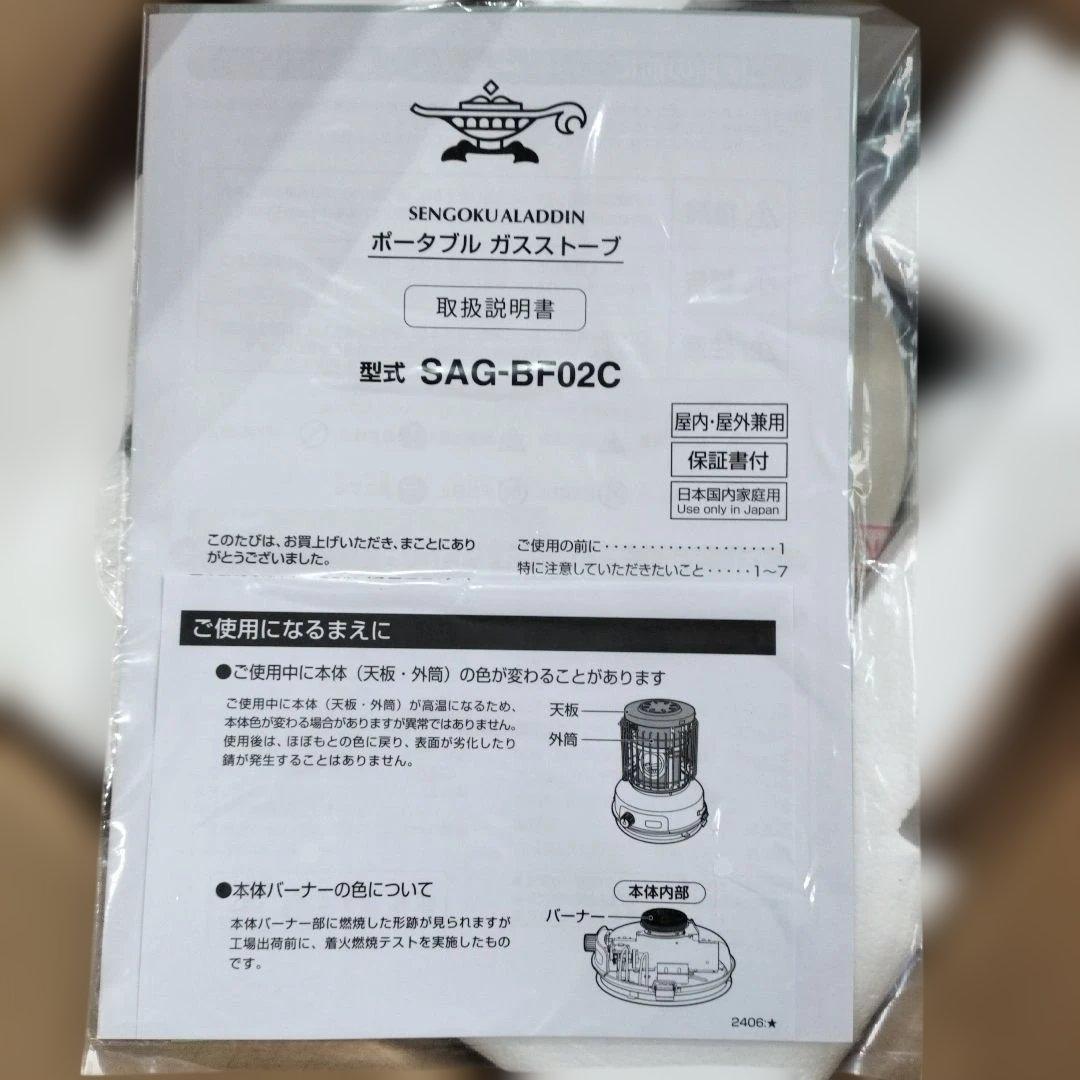 SENGOKU ALADDIN
ポータブル ガスストーブ
取扱説明書
型式 SAG-BF02C
屋内・屋外兼用
保証書付
日本国内家庭用
Use only in Japan
このたびは、お買上げいただき、まことにあり
がとうございました。
ご使用の前に····················1
特に注意していただきたいこと·····1〜7
ご使用になるまえに
●ご使用中に本体（天板・外筒）の色が変わることがあります
ご使用中に本体（天板・外筒）が高温になるため、
本体色が変わる場合がありますが異常ではありません。
使用後は、ほぼもとの色に戻り、表面が劣化したり
錆が発生することはありません。
天板
外筒
●本体バーナーの色について
本体バーナー部に燃焼した形跡が見られますが
工場出荷前に、着火燃焼テストを実施したもの
です。
本体内部
バーナー
2406:★